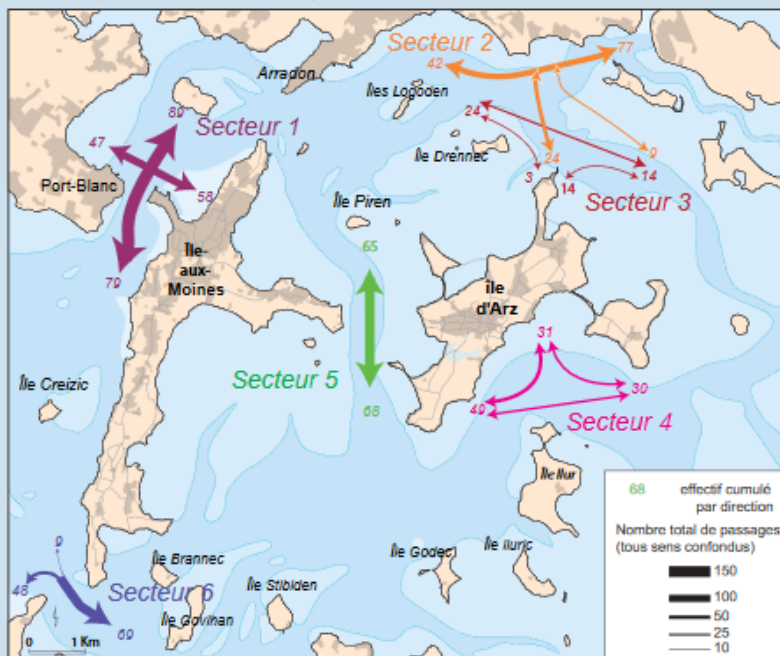 Secteur 2
77
42
Arradon
Îles Logoden
80
Secteur 1
24
47
Île Drennec
24
9
Port-Blanc
58
3
14
14
Secteur 3
Île Piren
65
Île-
aux-
Moines
79
île
d'Arz
31
Secteur 5
30
Île Creizic
68
49
Secteur 4
Île Ilur
68 effectif cumulé
par direction
Nombre total de passages
(tous sens confondus)
150
100
50
25
10
9
Île Brannec
Île Godec
Île Iluric
48
Secteur 6
Île Stibiden
Île Govihan
69
0 1 Km